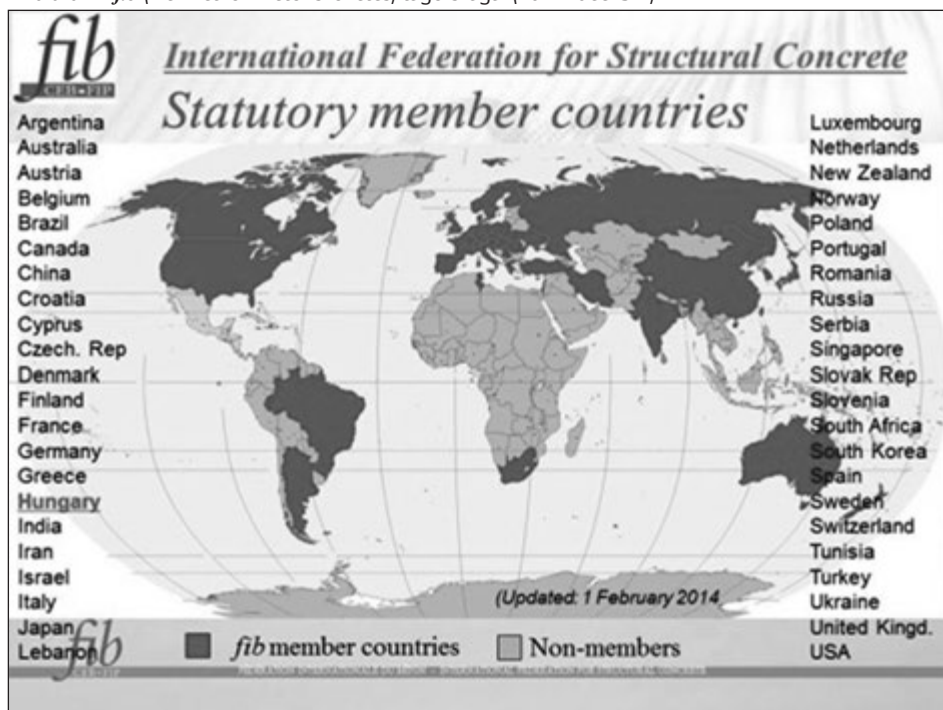 fib
CEB-FIP
International Federation for Structural Concrete
Statutory member countries
Argentina
Australia
Austria
Belgium
Brazil
Canada
China
Croatia
Cyprus
Czech. Rep
Denmark
Finland
France
Germany
Greece
Hungary
India
Iran
Israel
Italy
Japan
Lebanon
Luxembourg
Netherlands
New Zealand
Norway
Poland
Portugal
Romania
Russia
Serbia
Singapore
Slovak Rep
Slovenia
South Africa
South Korea
Spain
Sweden
Switzerland
Tunisia
Turkey
Ukraine
United Kingd.
USA
(Updated: 1 February 2014
fib member countries
Non-members
fib
CEB-FIP